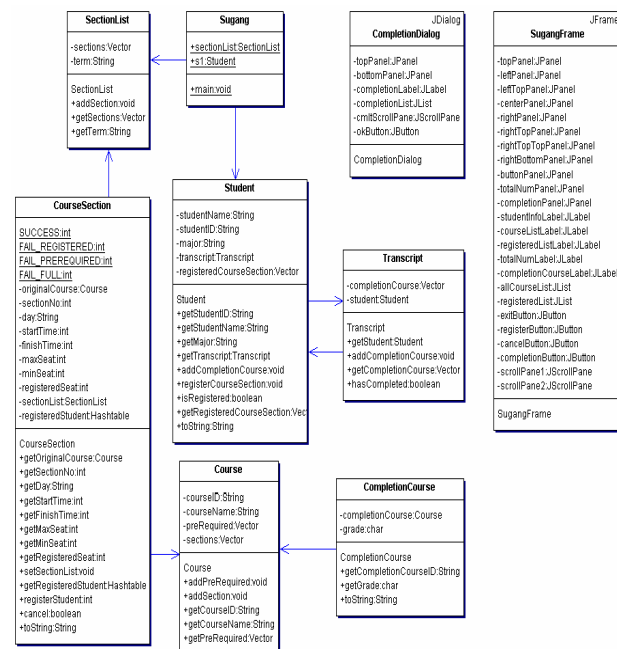 SectionList
-sections:Vector
-term:String
SectionList
+addSection:void
+getSections:Vector
+getTerm:String
Sugang
+sectionList:SectionList
+s1:Student
+main:void
JDialog
CompletionDialog
-topPanel:JPanel
-bottomPanel:JPanel
-completionLabel:JLabel
-completionList:JList
-cmltScrollPane:JScrollPane
-okButton:JButton
CompletionDialog
JFrame
SugangFrame
-topPanel:JPanel
-leftPanel:JPanel
-leftTopPanel:JPanel
-centerPanel:JPanel
-rightPanel:JPanel
-rightTopPanel:JPanel
-rightTopTopPanel:JPanel
-rightBottomPanel:JPanel
-buttonPanel:JPanel
-totalNumPanel:JPanel
-completionPanel:JPanel
-studentInfoLabel:JLabel
-courseListLabel:JLabel
-registeredListLabel:JLabel
-totalNumLabel:JLabel
-completionCourseLabel:JLabel
-allCourseList:JList
-registeredList:JList
-exitButton:JButton
-registerButton:JButton
-cancelButton:JButton
-completionButton:JButton
-scrollPane1:JScrollPane
-scrollPane2:JScrollPane
SugangFrame
CourseSection
SUCCESS:int
FAIL_REGISTERED:int
FAIL_PREREQUIRED:int
FAIL_FULL:int
-originalCourse:Course
-sectionNo:int
-day:String
-startTime:int
-finishTime:int
-maxSeat:int
-minSeat:int
-registeredSeat:int
-sectionList:SectionList
-registeredStudent:Hashtable
CourseSection
+getOriginalCourse:Course
+getSectionNo:int
+getDay:String
+getStartTime:int
+getFinishTime:int
+getMaxSeat:int
+getMinSeat:int
+getRegisteredSeat:int
+setSectionList:void
+getRegisteredStudent:Hashtable
+registerStudent:int
+cancel:boolean
+toString:String
Student
-studentName:String
-studentID:String
-major:String
-transcript:Transcript
-registeredCourseSection:Vector
Student
+getStudentID:String
+getStudentName:String
+getMajor:String
+getTranscript:Transcript
+addCompletionCourse:void
+registerCourseSection:void
+isRegistered:boolean
+getRegisteredCourseSection:Vect
+toString:String
Transcript
-completionCourse:Vector
-student:Student
Transcript
+getStudent:Student
+addCompletionCourse:void
+getCompletionCourse:Vector
+hasCompleted:boolean
Course
-courseID:String
-courseName:String
-preRequired:Vector
-sections:Vector
Course
+addPreRequired:void
+addSection:void
+getCourseID:String
+getCourseName:String
+getPreRequired:Vector
CompletionCourse
-completionCourse:Course
-grade:char
CompletionCourse
+getCompletionCourseID:String
+getGrade:char
+toString:String